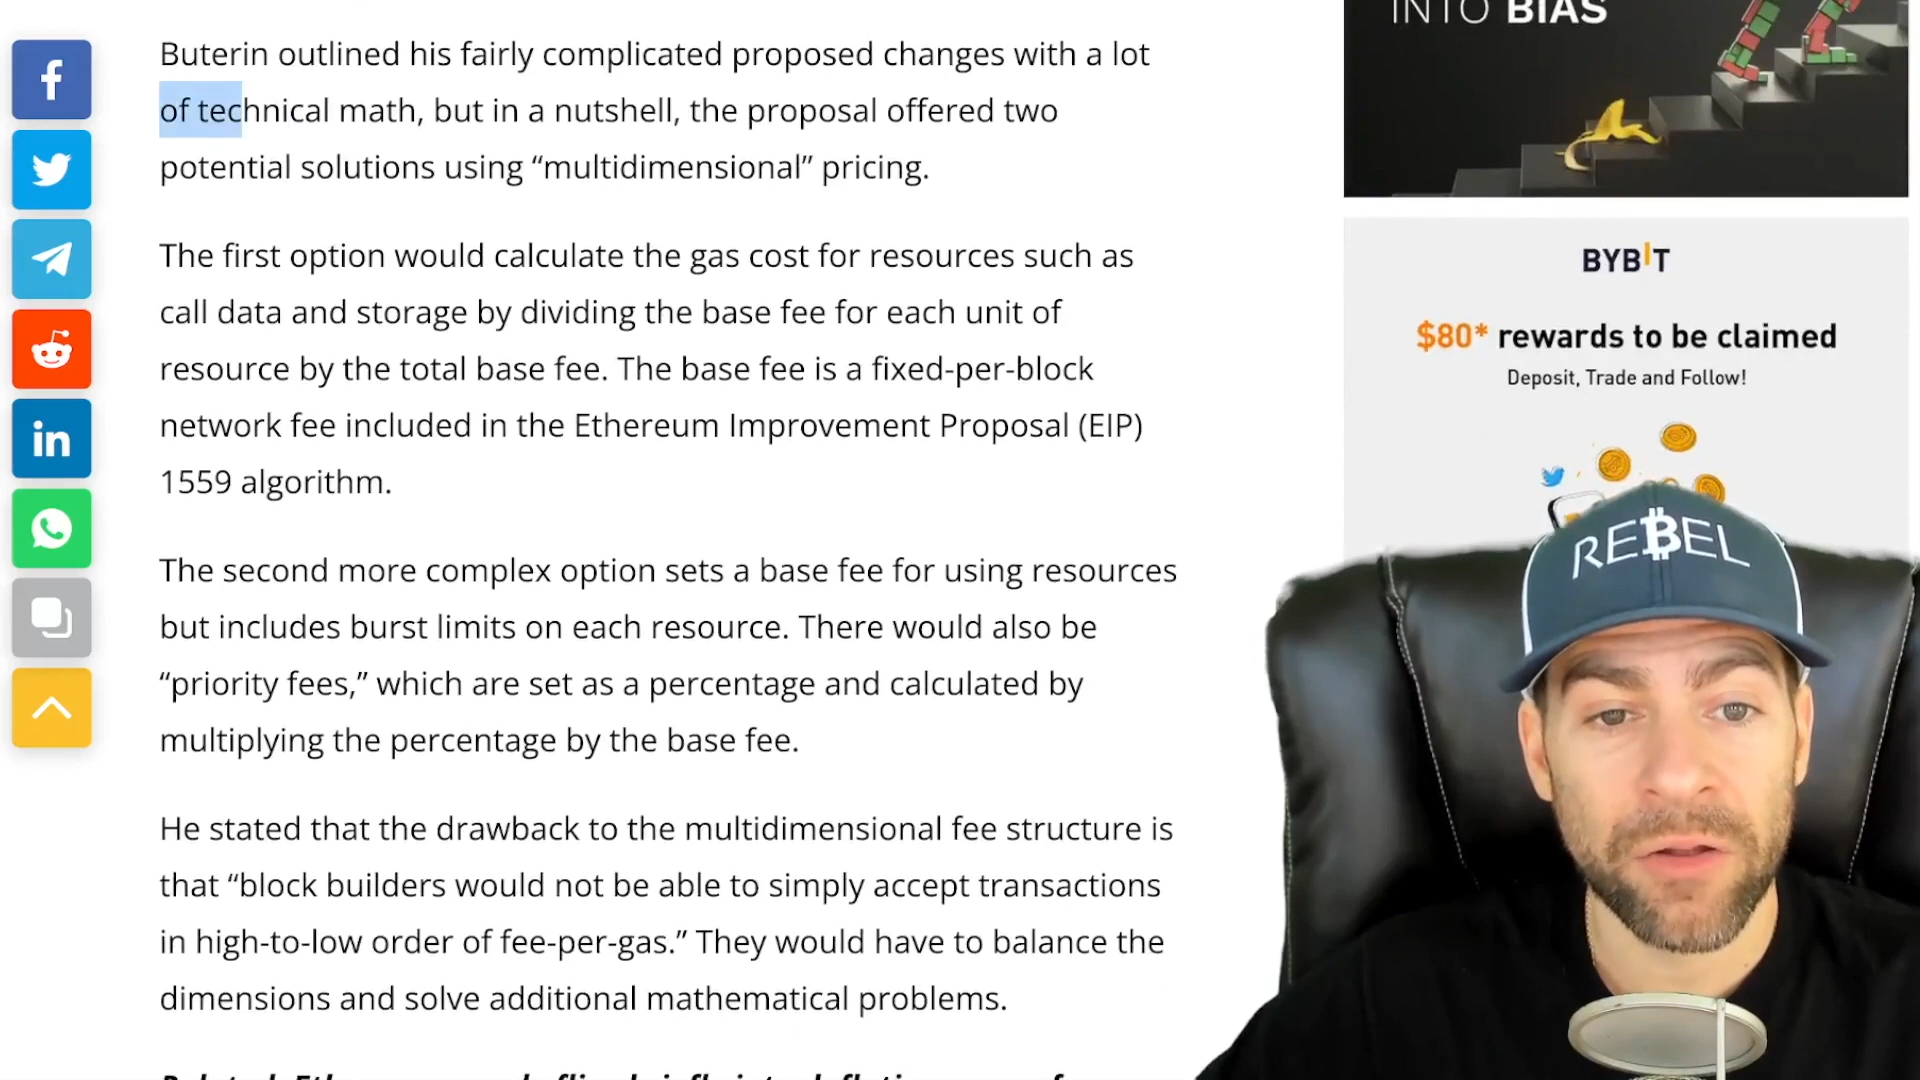 INTO BIAS
Buterin outlined his fairly complicated proposed changes with a lot
of technical math, but in a nutshell, the proposal offered two
potential solutions using “multidimensional” pricing.
The first option would calculate the gas cost for resources such as
call data and storage by dividing the base fee for each unit of
resource by the total base fee. The base fee is a fixed-per-block
network fee included in the Ethereum Improvement Proposal (EIP)
1559 algorithm.
The second more complex option sets a base fee for using resources
but includes burst limits on each resource. There would also be
“priority fees,” which are set as a percentage and calculated by
multiplying the percentage by the base fee.
He stated that the drawback to the multidimensional fee structure is
that “block builders would not be able to simply accept transactions
in high-to-low order of fee-per-gas.” They would have to balance the
dimensions and solve additional mathematical problems.
BYBIT
$80* rewards to be claimed
Deposit, Trade and Follow!
REBEL
in